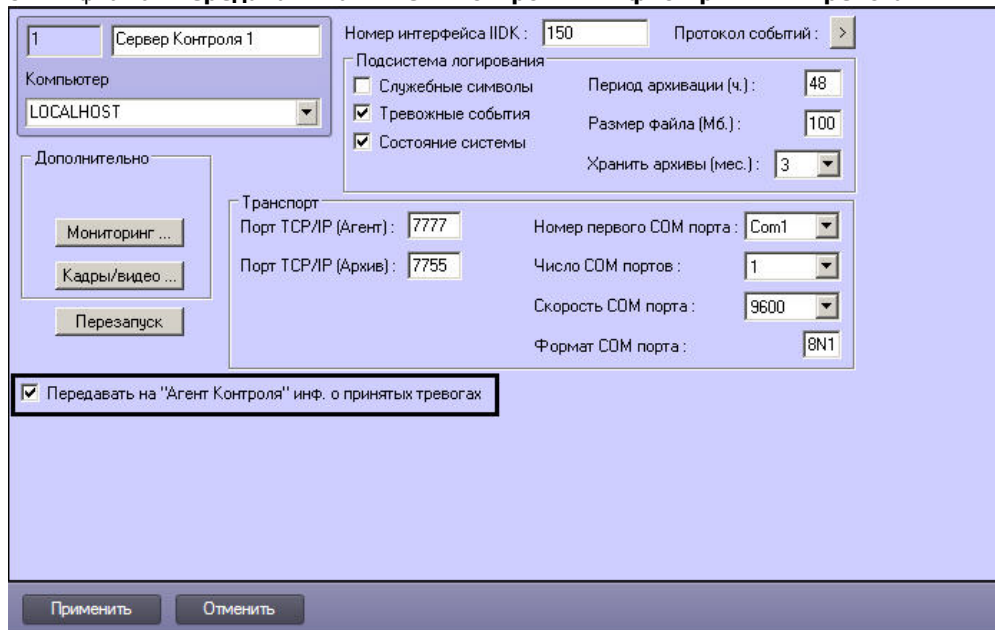 1 Сервер Контроля 1
Компьютер
LOCALHOST
Номер интерфейса IIDK : 150 Протокол событий : >
Подсистема логирования
Служебные символы
Тревожные события
Состояние системы
Период архивации (ч.) : 48
Размер файла (Мб.) : 100
Хранить архивы (мес.) : 3
Дополнительно
Мониторинг ...
Кадры/видео ...
Перезапуск
Транспорт
Порт TCP/IP (Агент) : 7777
Порт TCP/IP (Архив) : 7755
Номер первого COM порта : Com1
Число COM портов : 1
Скорость COM порта : 9600
Формат COM порта : 8N1
Передавать на "Агент Контроля" инф. о принятых тревогах
Применить Отменить